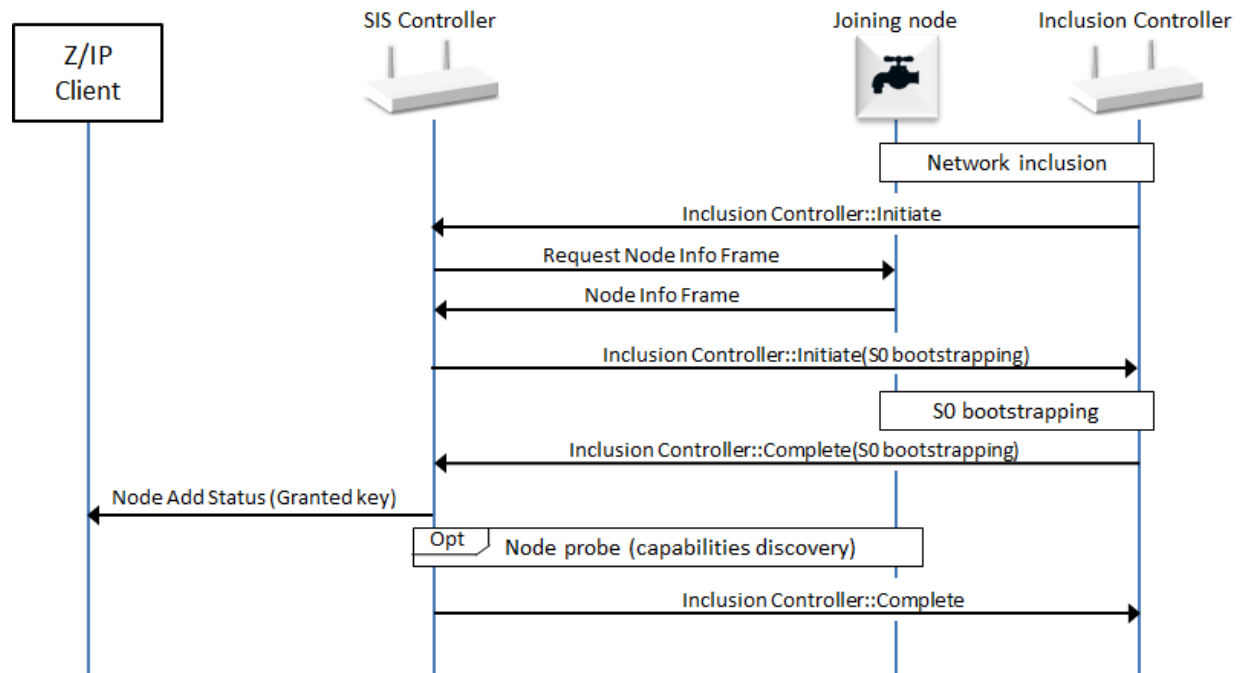 SIS Controller
Joining node
Inclusion Controller
Z/IP
Client
Network inclusion
Inclusion Controller::Initiate
Request Node Info Frame
Node Info Frame
Inclusion Controller::Initiate(S0 bootstrapping)
S0 bootstrapping
Inclusion Controller::Complete(S0 bootstrapping)
Node Add Status (Granted key)
Opt
Node probe (capabilities discovery)
Inclusion Controller::Complete